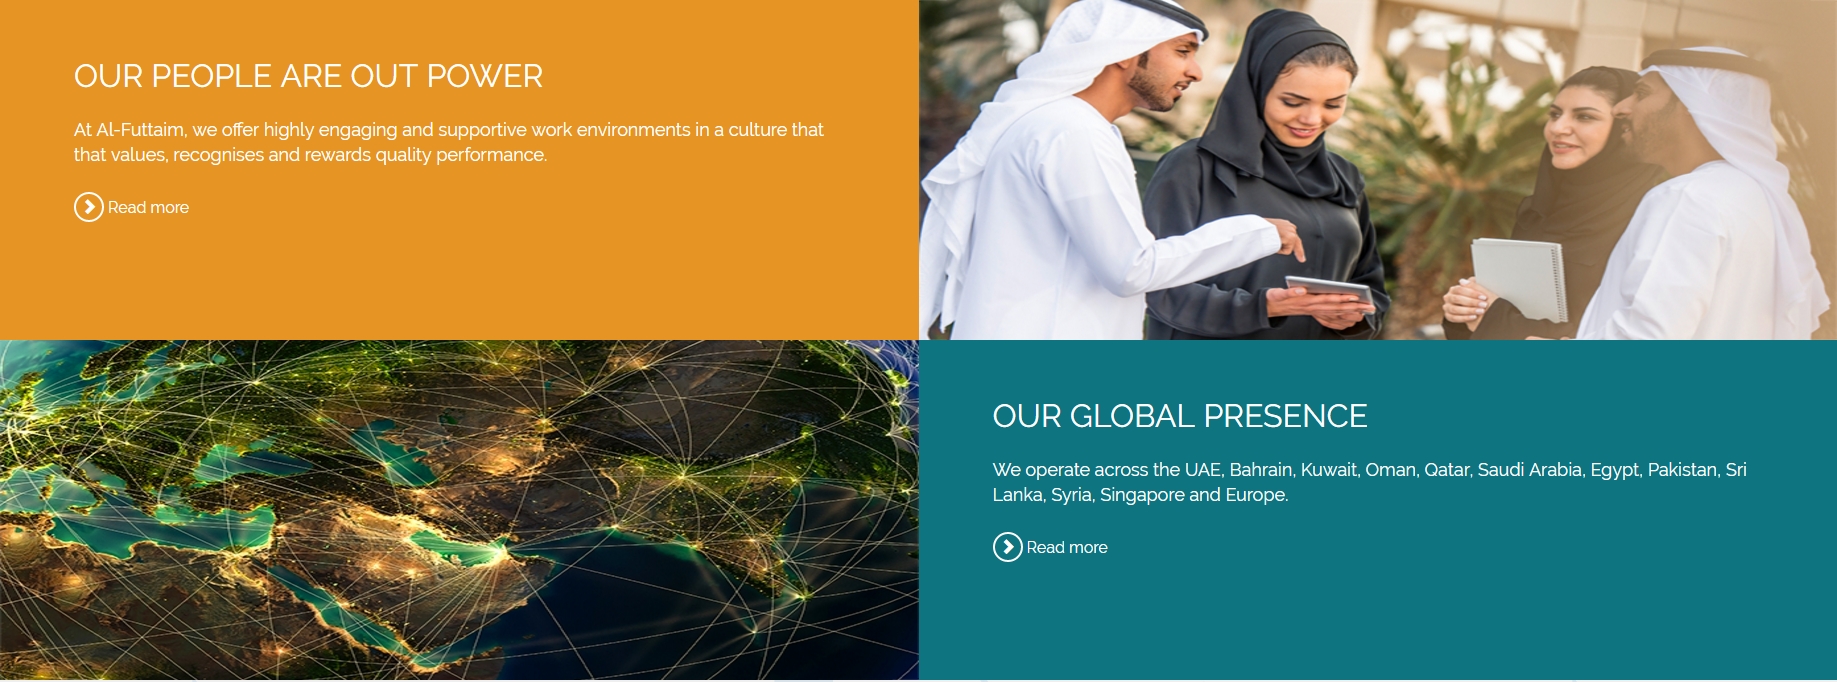 OUR PEOPLE ARE OUT POWER
At Al-Futtaim, we offer highly engaging and supportive work environments in a culture that
that values, recognises and rewards quality performance.
Read more
OUR GLOBAL PRESENCE
We operate across the UAE, Bahrain, Kuwait, Oman, Qatar, Saudi Arabia, Egypt, Pakistan, Sri
Lanka, Syria, Singapore and Europe.
Read more